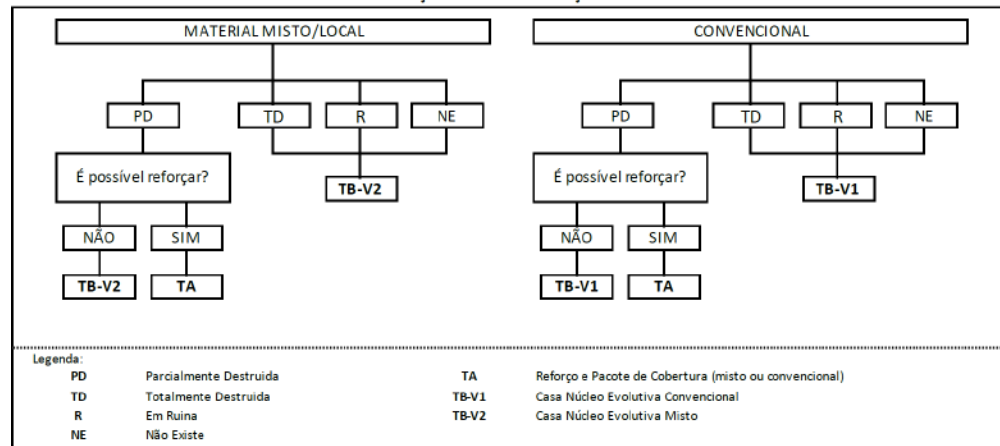 MATERIAL MISTO/LOCAL
PD TD R NE
É possível reforçar?
TB-V2
NÃO SIM
TB-V2 TA
CONVENCIONAL
PD TD R NE
É possível reforçar?
TB-V1
NÃO SIM
TB-V1 TA
Legenda:
PD Parcialmente Destruida
TD Totalmente Destruida
R Em Ruina
NE Não Existe
TA Reforço e Pacote de Cobertura (misto ou convencional)
TB-V1 Casa Núcleo Evolutiva Convencional
TB-V2 Casa Núcleo Evolutiva Misto